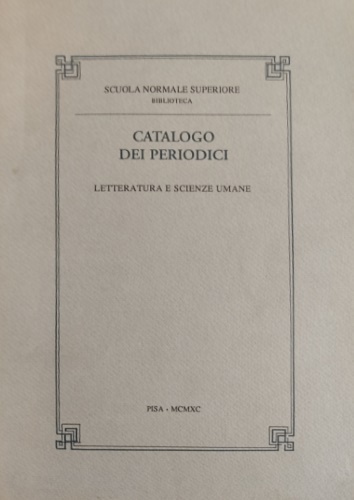 SCUOLA NORMALE SUPERIORE
BIBLIOTECA
CATALOGO
DEI PERIODICI
LETTERATURA E SCIENZE UMANE
PISA - MCMXC